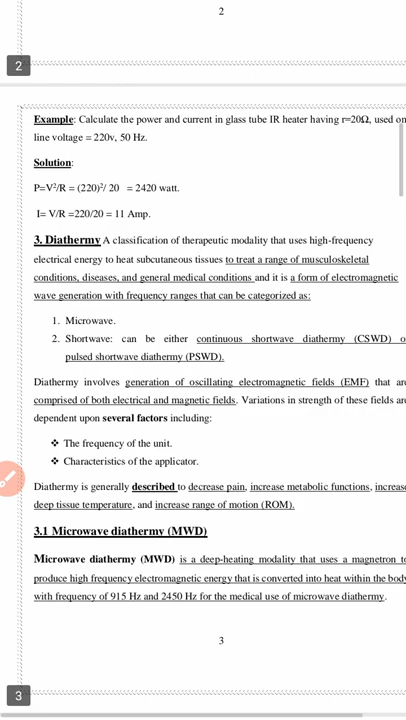 2
2
Example: Calculate the power and current in glass tube IR heater having r=20Ω, used on
line voltage = 220v, 50 Hz.
Solution:
P=V²/R = (220)²/ 20 = 2420 watt.
I= V/R =220/20 = 11 Amp.
3. Diathermy A classification of therapeutic modality that uses high-frequency
electrical energy to heat subcutaneous tissues to treat a range of musculoskeletal
conditions, diseases, and general medical conditions and it is a form of electromagnetic
wave generation with frequency ranges that can be categorized as:
1. Microwave.
2. Shortwave: can be either continuous shortwave diathermy (CSWD) o
pulsed shortwave diathermy (PSWD).
Diathermy involves generation of oscillating electromagnetic fields (EMF) that are
comprised of both electrical and magnetic fields. Variations in strength of these fields are
dependent upon several factors including:
❖ The frequency of the unit.
❖ Characteristics of the applicator.
Diathermy is generally described to decrease pain, increase metabolic functions, increase
deep tissue temperature, and increase range of motion (ROM).
3.1 Microwave diathermy (MWD)
Microwave diathermy (MWD) is a deep-heating modality that uses a magnetron to
produce high frequency electromagnetic energy that is converted into heat within the body
with frequency of 915 Hz and 2450 Hz for the medical use of microwave diathermy.
3
3